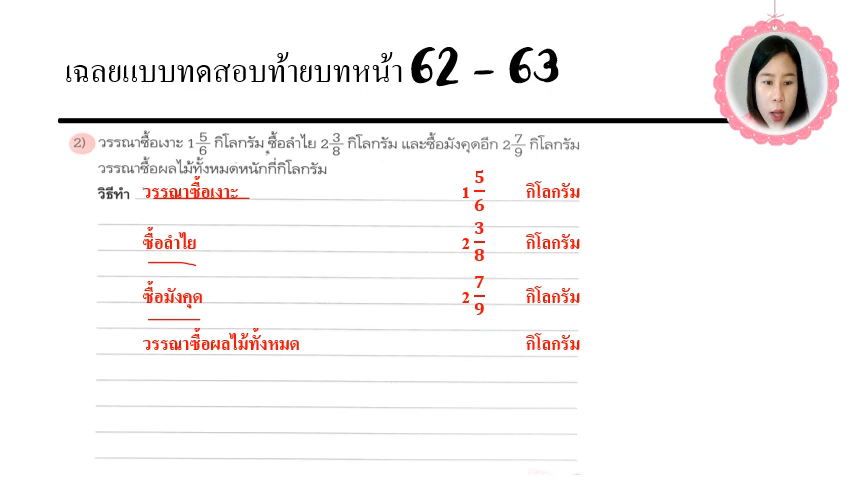 เฉลยแบบทดสอบท้ายบทหน้า 62 - 63
2) วรรณาซื้อเงาะ 1 5/6 กิโลกรัม ซื้อลำไย 2 3/8 กิโลกรัม และซื้อมังคุดอีก 2 7/9 กิโลกรัม
วรรณาซื้อผลไม้ทั้งหมดหนักกี่กิโลกรัม
วิธีทำ วรรณาซื้อเงาะ 1 5/6 กิโลกรัม
ซื้อลำไย 2 3/8 กิโลกรัม
ซื้อมังคุด 2 7/9 กิโลกรัม
วรรณาซื้อผลไม้ทั้งหมด กิโลกรัม